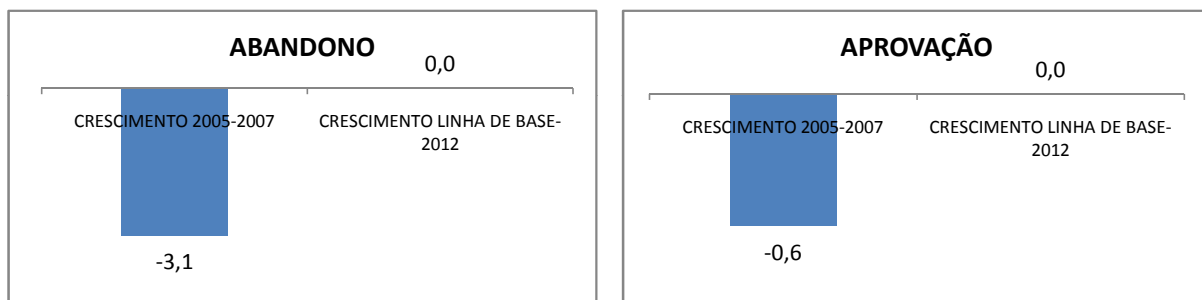 ABANDONO
0,0
CRESCIMENTO 2005-2007
CRESCIMENTO LINHA DE BASE-
2012
-3,1
APROVAÇÃO
0,0
CRESCIMENTO 2005-2007
CRESCIMENTO LINHA DE BASE-
2012
-0,6